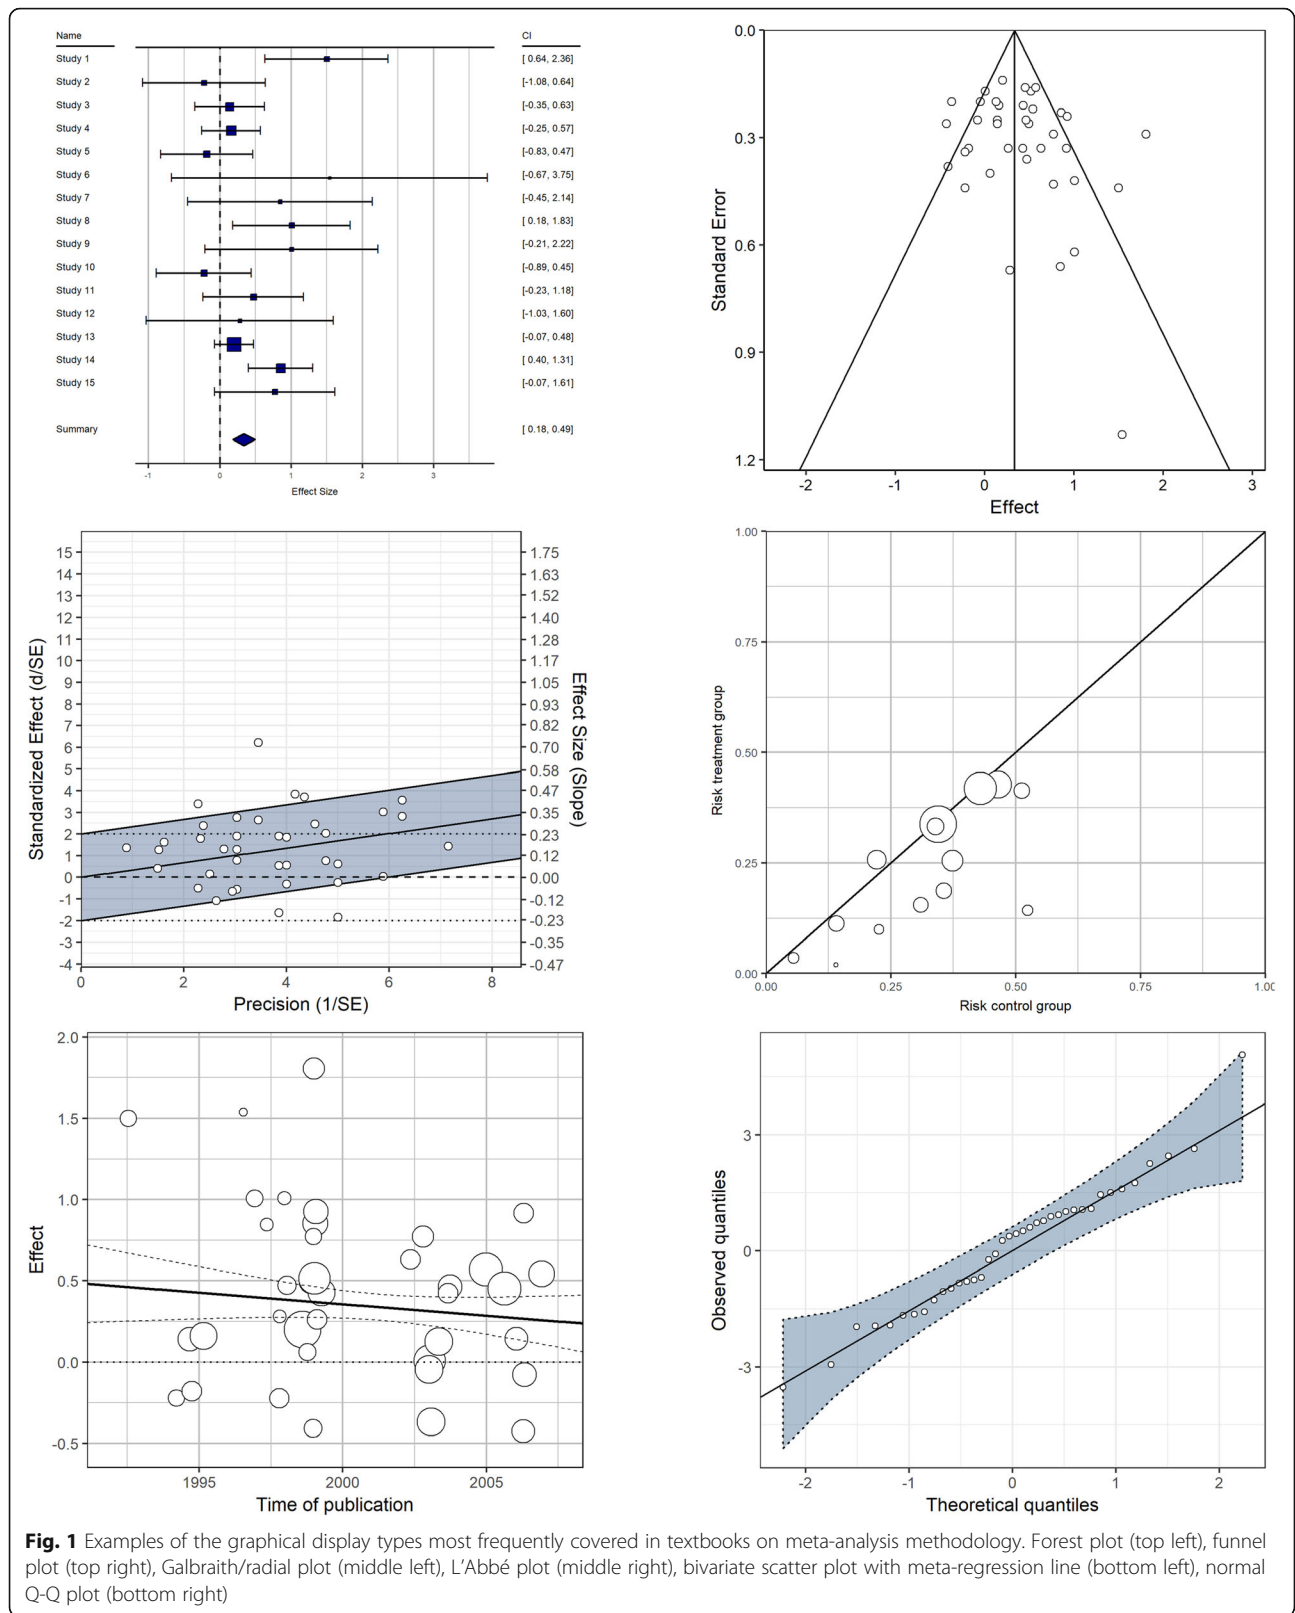 Name CI
Study 1 [ 0.64, 2.36]
Study 2 [-1.08, 0.64]
Study 3 [-0.35, 0.63]
Study 4 [-0.25, 0.57]
Study 5 [-0.83, 0.47]
Study 6 [-0.67, 3.75]
Study 7 [-0.45, 2.14]
Study 8 [ 0.18, 1.83]
Study 9 [-0.21, 2.22]
Study 10 [-0.89, 0.45]
Study 11 [-0.23, 1.18]
Study 12 [-1.03, 1.60]
Study 13 [-0.07, 0.48]
Study 14 [ 0.40, 1.31]
Study 15 [-0.07, 1.61]
Summary [ 0.18, 0.49]
-1 0 1 2 3
Effect Size
Standard Error
0.0
0.3
0.6
0.9
1.2
-2 -1 0 1 2 3
Effect
Standardized Effect (d/SE)
15
14
13
12
11
10
9
8
7
6
5
4
3
2
1
0
-1
-2
-3
-4
1.75
1.63
1.52
1.40
1.28
1.17
1.05
0.93
0.82
0.70
0.58
0.47
0.35
0.23
0.12
0.00
-0.12
-0.23
-0.35
-0.47
Effect Size (Slope)
0 2 4 6 8
Precision (1/SE)
Risk treatment group
1.00
0.75
0.50
0.25
0.00
0.00 0.25 0.50 0.75 1.00
Risk control group
Effect
2.0
1.5
1.0
0.5
0.0
-0.5
1995 2000 2005
Time of publication
Observed quantiles
3
0
-3
-2 -1 0 1 2
Theoretical quantiles
Fig. 1 Examples of the graphical display types most frequently covered in textbooks on meta-analysis methodology. Forest plot (top left), funnel
plot (top right), Galbraith/radial plot (middle left), L’Abbé plot (middle right), bivariate scatter plot with meta-regression line (bottom left), normal
Q-Q plot (bottom right)